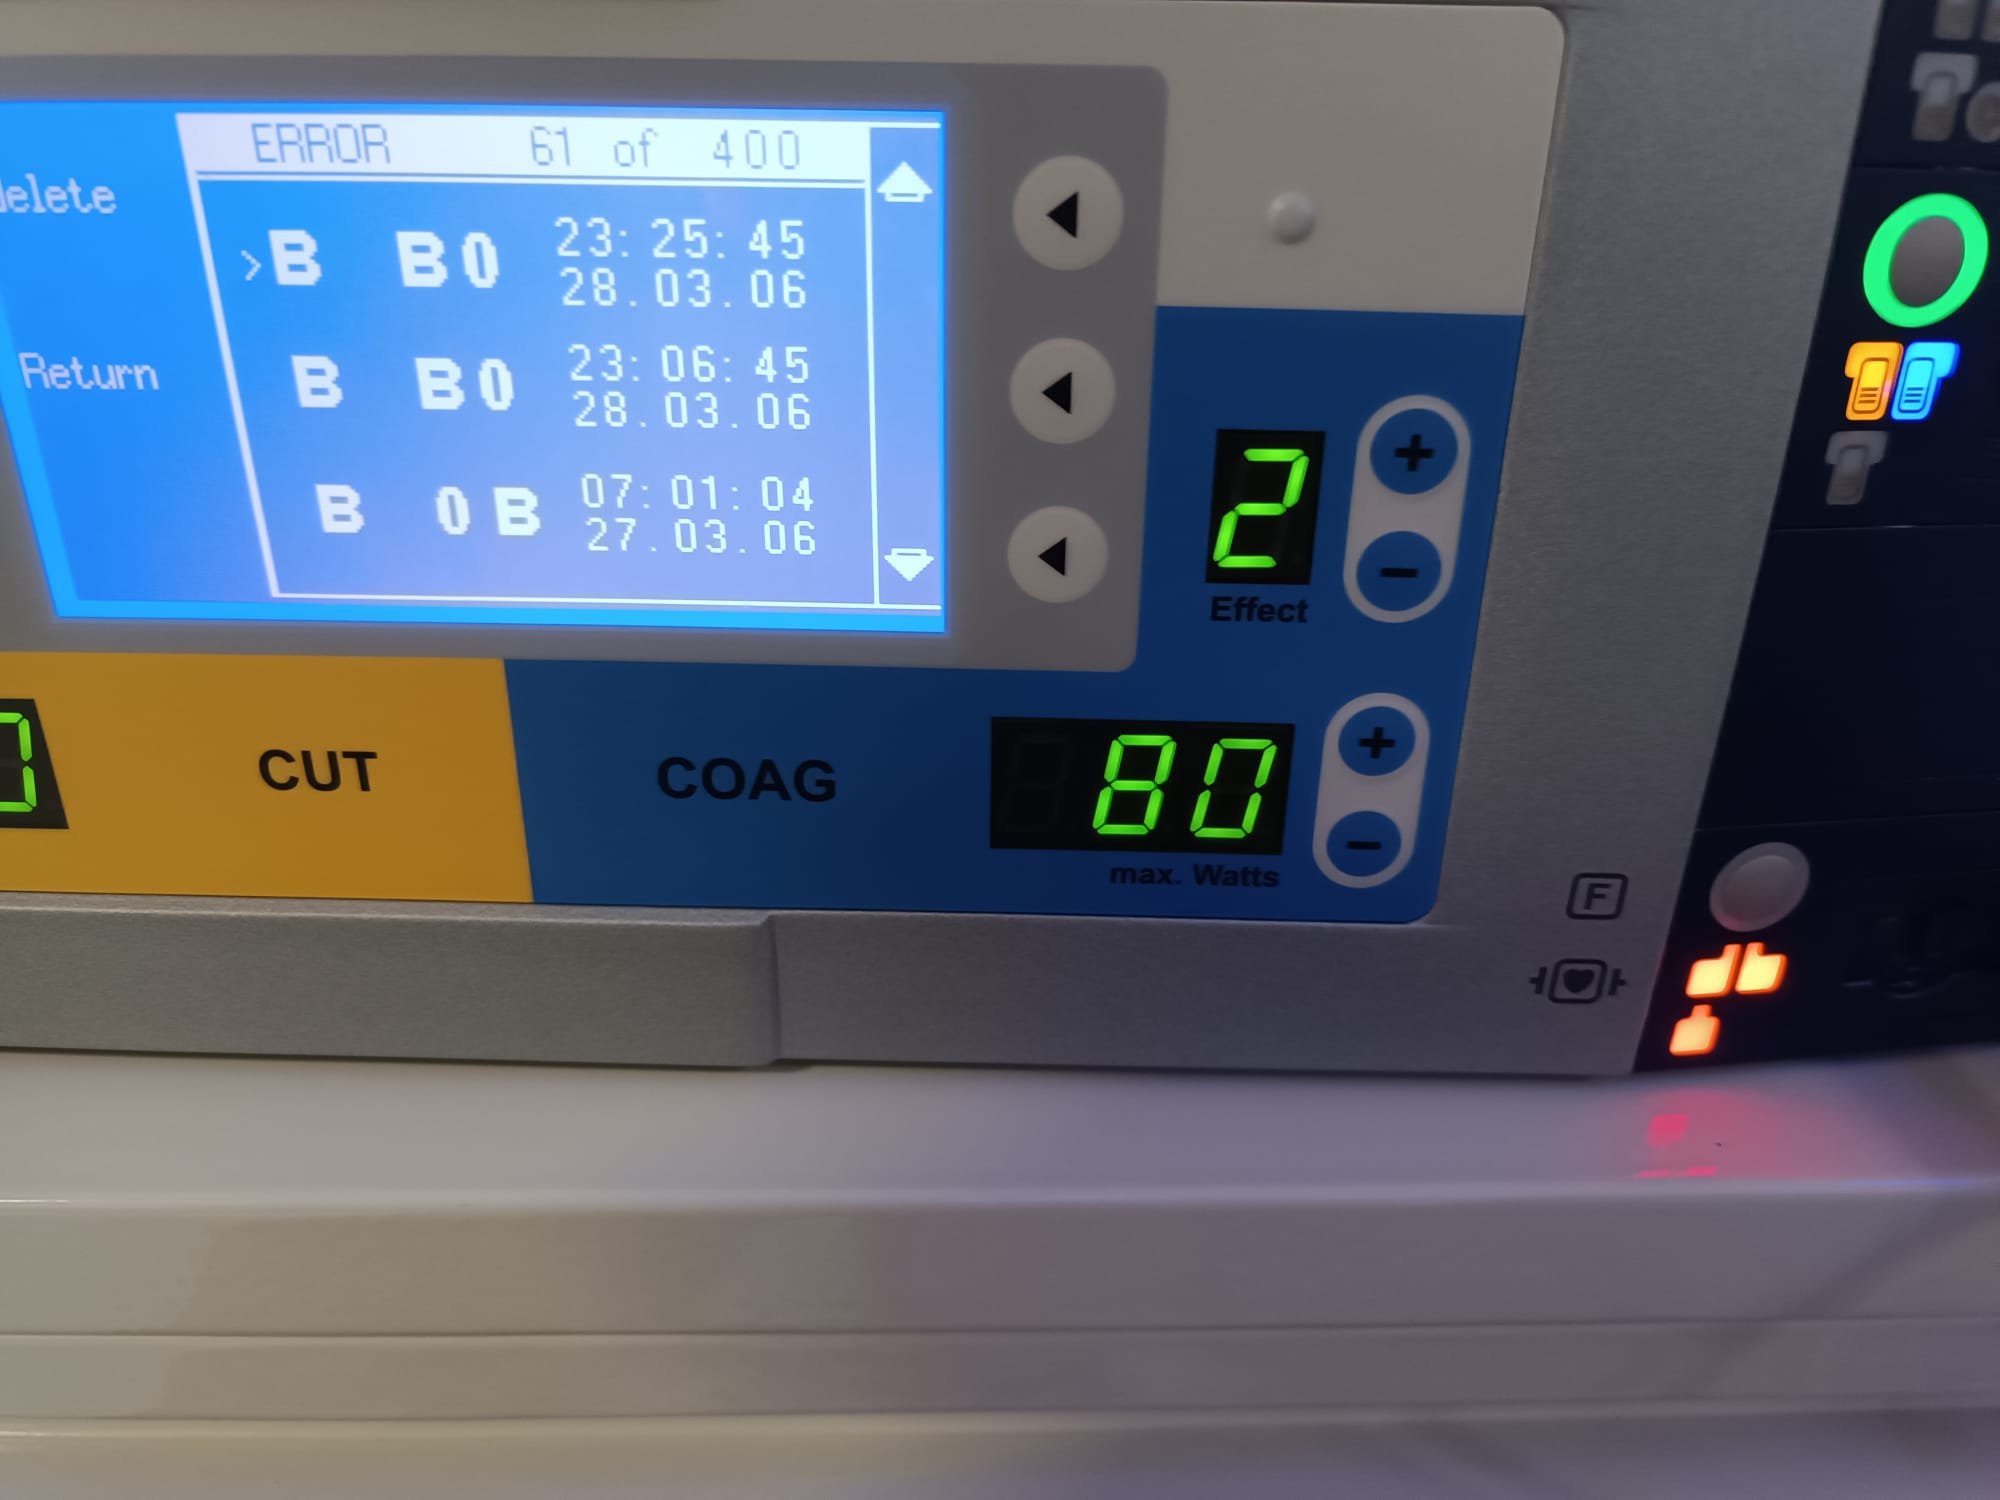 ERROR 61 of 400
delete
B B0 23:25:45
28.03.06
Return
B B0 23:06:45
28.03.06
B 0B 07:01:04
27.03.06
2
Effect
CUT
COAG
80
max. Watts
F